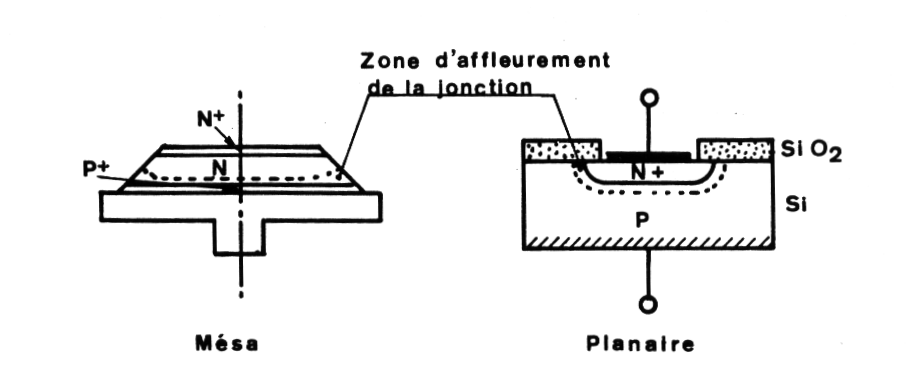 Zone d'affleurement
de la jonction
N+
N
P+
Si O2
N +
Si
P
Mésa
Planaire